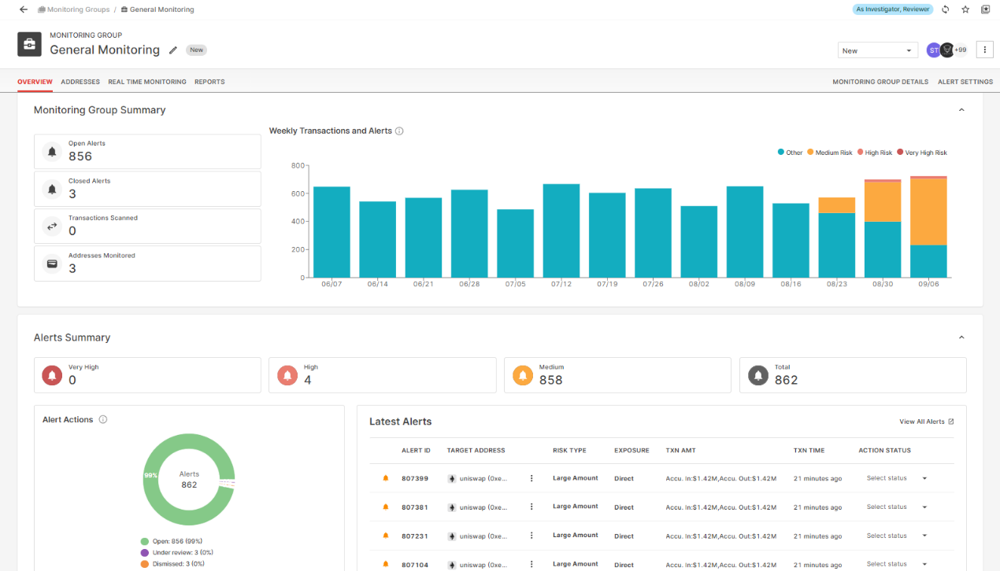 Monitoring Groups / General Monitoring
As Investigator, Reviewer
MONITORING GROUP
General Monitoring
New
New
ST
+99
OVERVIEW ADDRESSES REAL TIME MONITORING REPORTS
MONITORING GROUP DETAILS ALERT SETTINGS
Monitoring Group Summary
Open Alerts
856
Closed Alerts
3
Transactions Scanned
0
Addresses Monitored
3
Weekly Transactions and Alerts
Other Medium Risk High Risk Very High Risk
800
600
400
200
0
06/07 06/14 06/21 06/28 07/05 07/12 07/19 07/26 08/02 08/09 08/16 08/23 08/30 09/06
Alerts Summary
Very High
0
High
4
Medium
858
Total
862
Alert Actions
99%
Alerts
862
Open: 856 (99%)
Under review: 3 (0%)
Dismissed: 3 (0%)
Latest Alerts
View All Alerts
ALERT ID TARGET ADDRESS RISK TYPE EXPOSURE TXN AMT TXN TIME ACTION STATUS
807399 uniswap (0xe... Large Amount Direct Accu. In:$1.42M,Accu. Out:$1.42M 21 minutes ago Select status
807381 uniswap (0xe... Large Amount Direct Accu. In:$1.42M,Accu. Out:$1.42M 21 minutes ago Select status
807231 uniswap (0xe... Large Amount Direct Accu. In:$1.42M,Accu. Out:$1.42M 21 minutes ago Select status
807104 uniswap (0xe... Large Amount Direct Accu. In:$1.42M,Accu. Out:$1.42M 21 minutes ago Select status